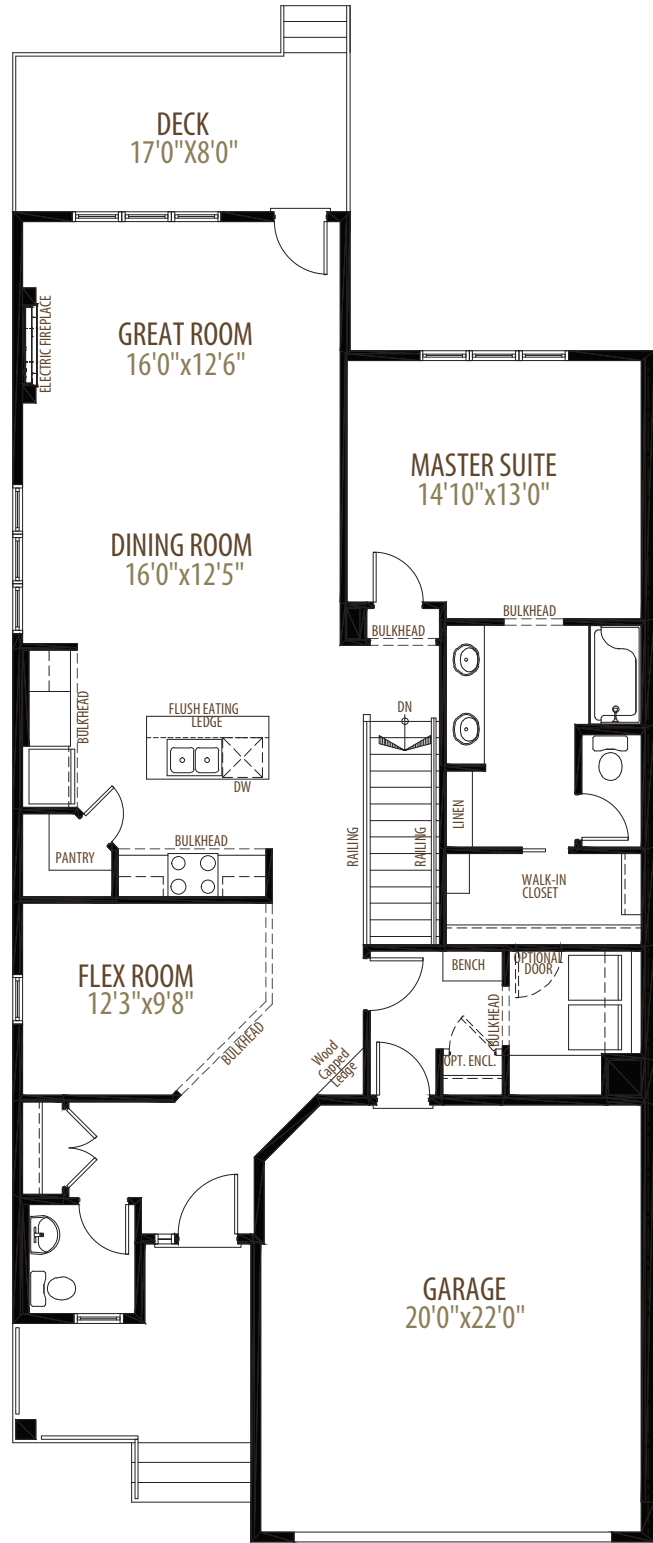 DECK
17'0"X8'0"
GREAT ROOM
16'0"x12'6"
ELECTRIC FIREPLACE
MASTER SUITE
14'10"x13'0"
DINING ROOM
16'0"x12'5"
BULKHEAD
BULKHEAD
BULKHEAD
FLUSH EATING
LEDGE
DN
DW
LINEN
RAILING
RAILING
BULKHEAD
PANTRY
WALK-IN
CLOSET
FLEX ROOM
12'3"x9'8"
BENCH
OPTIONAL
DOOR
BULKHEAD
BULKHEAD
OPT. ENCL.
Wood
Capped
Ledge
GARAGE
20'0"x22'0"